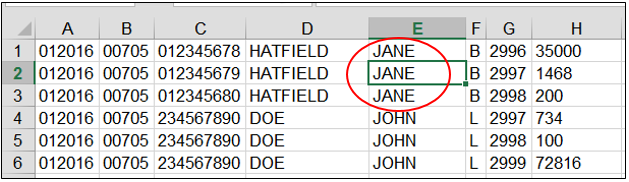 A B C D E F G H
1 012016 00705 012345678 HATFIELD JANE B 2996 35000
2 012016 00705 012345679 HATFIELD JANE B 2997 1468
3 012016 00705 012345680 HATFIELD JANE B 2998 200
4 012016 00705 234567890 DOE JOHN L 2997 734
5 012016 00705 234567890 DOE JOHN L 2998 100
6 012016 00705 234567890 DOE JOHN L 2999 72816